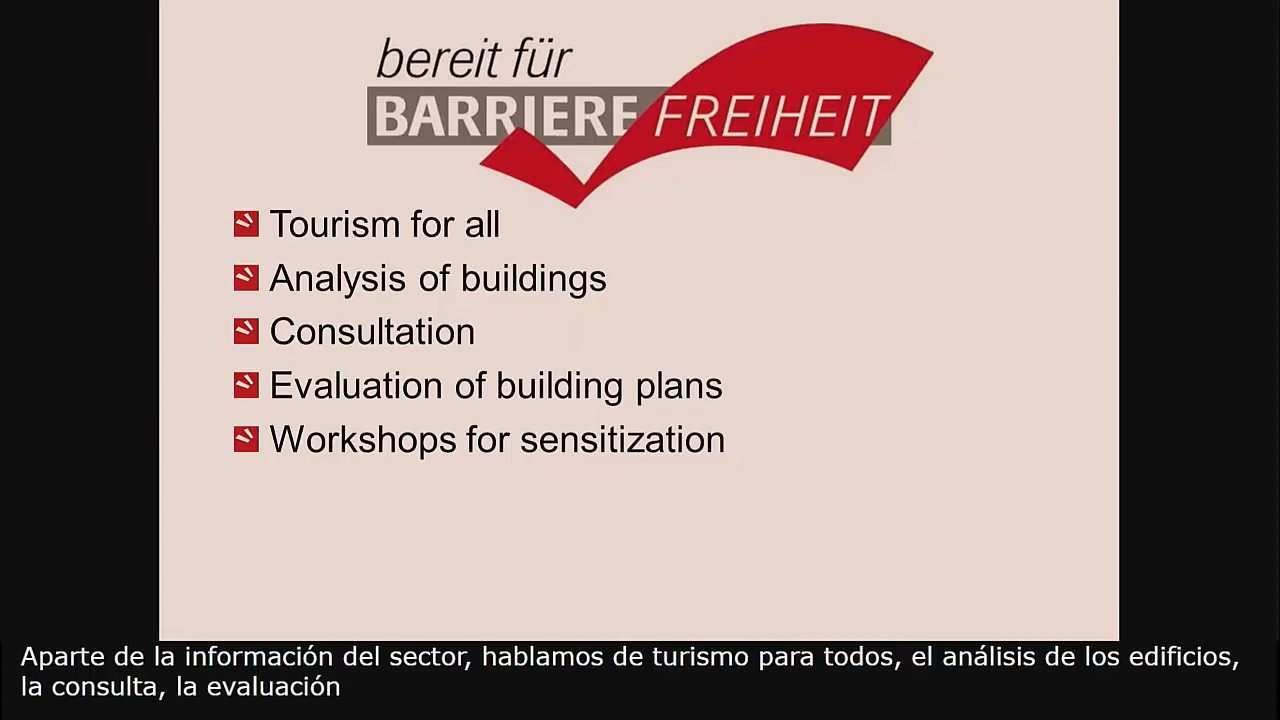 bereit für
BARRIERE FREIHEIT
Tourism for all
Analysis of buildings
Consultation
Evaluation of building plans
Workshops for sensitization
Aparte de la información del sector, hablamos de turismo para todos, el análisis de los edificios,
la consulta, la evaluación